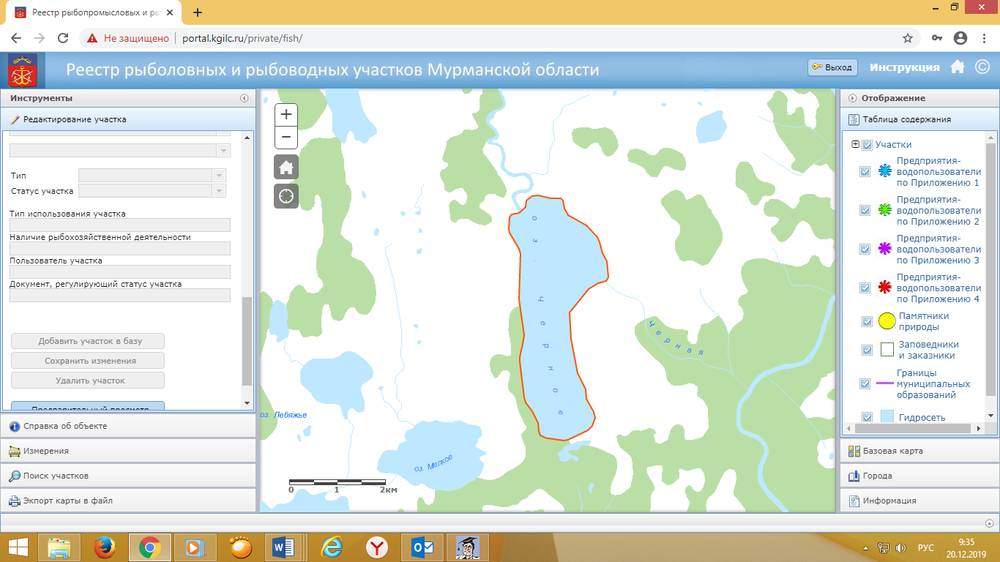 Реестр рыбопромысловых и ры
Не защищено
portal.kgilc.ru/private/fish/
Реестр рыболовных и рыбоводных участков Мурманской области
Выход
Инструкция
©
Инструменты
Редактирование участка
Тип
Статус участка
Тип использования участка
Наличие рыбохозяйственной деятельности
Пользователь участка
Документ, регулирующий статус участка
Добавить участок в базу
Сохранить изменения
Удалить участок
Предварительный просмотр
Справка об объекте
Измерения
Поиск участков
Экспорт карты в файл
+
−
оз. Черное
Черная
оз. Лебяжье
оз. Мелкое
0 1 2км
Отображение
Таблица содержания
Участки
Предприятия-
водопользователи
по Приложению 1
Предприятия-
водопользователи
по Приложению 2
Предприятия-
водопользователи
по Приложению 3
Предприятия-
водопользователи
по Приложению 4
Памятники
природы
Заповедники
и заказники
Границы
муниципальных
образований
Гидросеть
Базовая карта
Города
Информация
РУС
9:35
20.12.2019